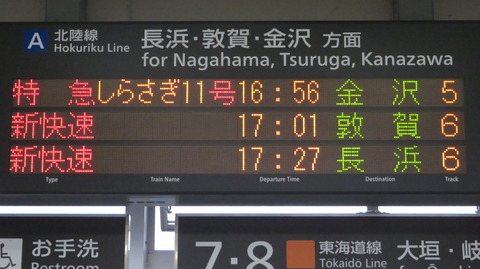 A 北陸線 長浜・敦賀・金沢 方面
Hokuriku Line for Nagahama, Tsuruga, Kanazawa
特急 しらさぎ11号 16:56 金沢 5
新快速 17:01 敦賀 6
新快速 17:27 長浜 6
Type Train Name Departure Time Destination Track
お手洗 7・8 東海道線 大垣・岐
Restroom Tōkaidō Line